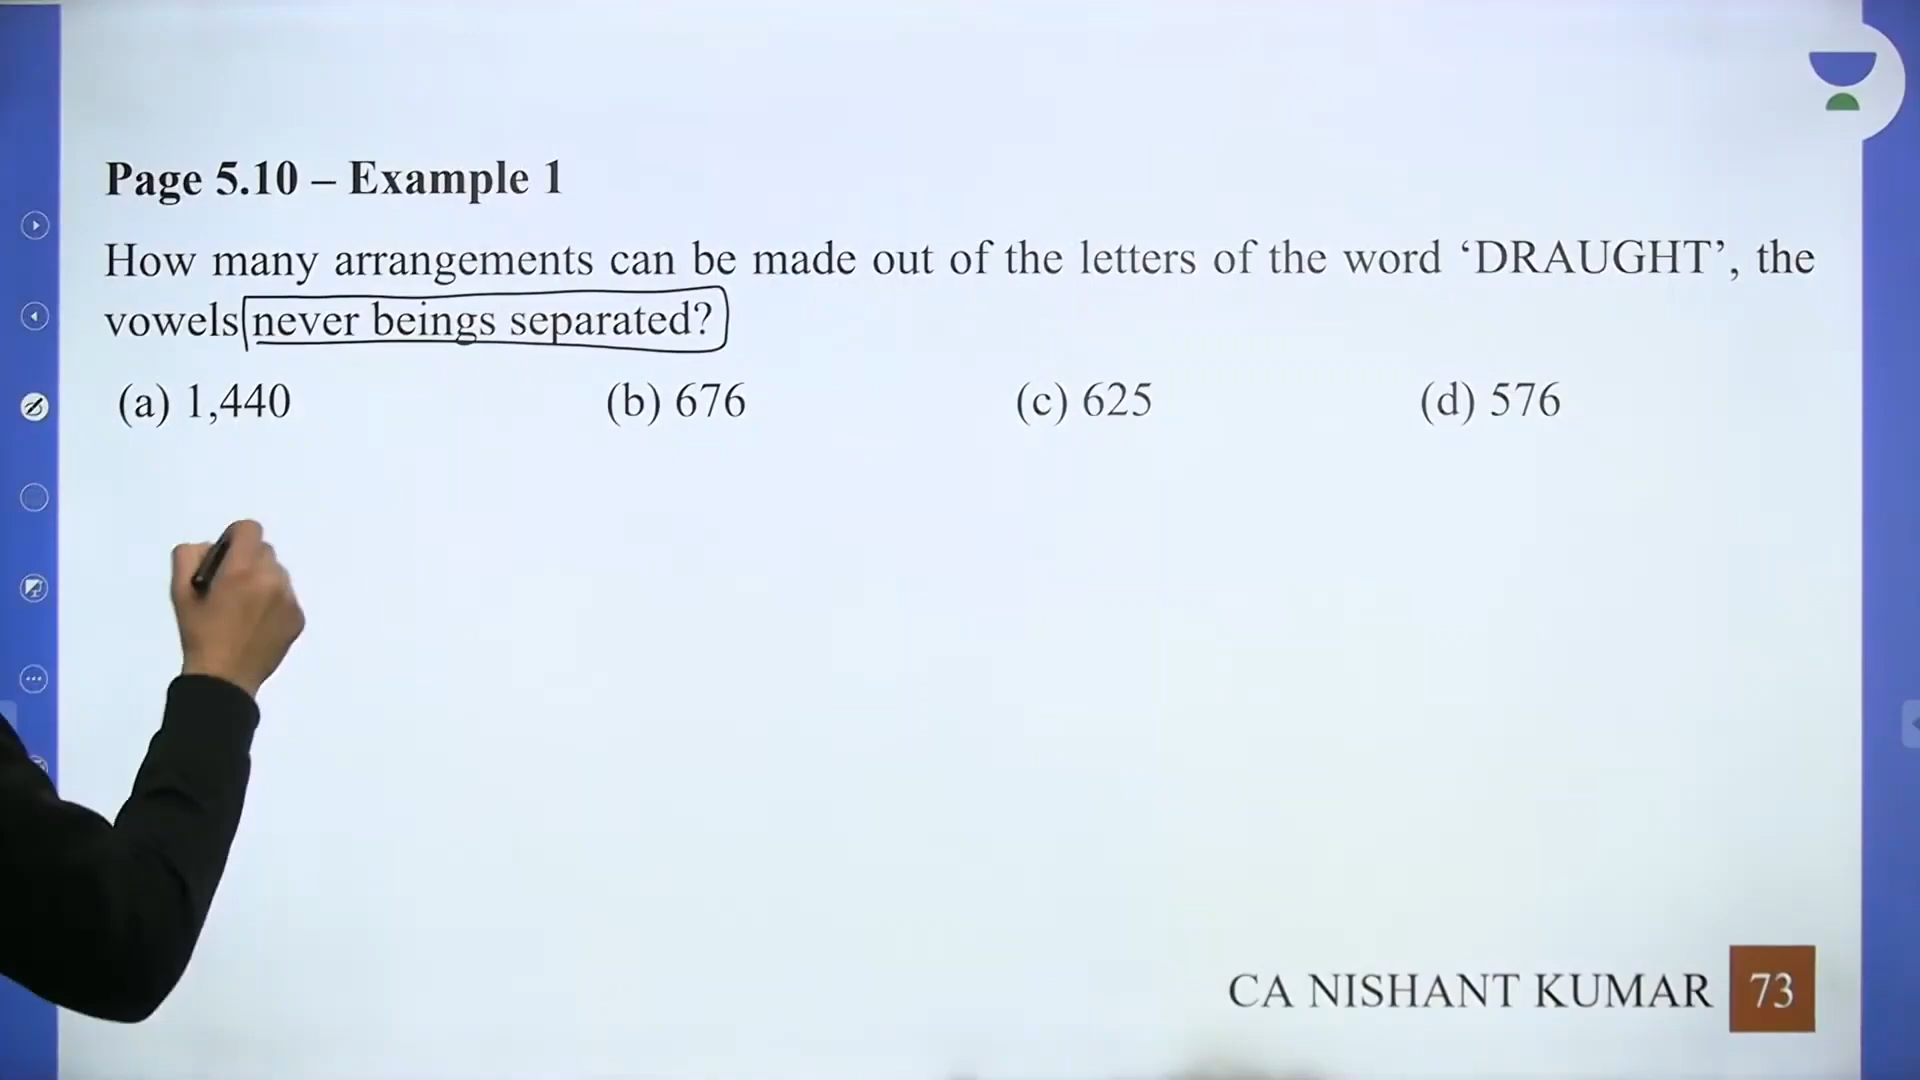 Page 5.10 – Example 1
How many arrangements can be made out of the letters of the word ‘DRAUGHT’, the
vowels never beings separated?
(a) 1,440 (b) 676 (c) 625 (d) 576
CA NISHANT KUMAR 73